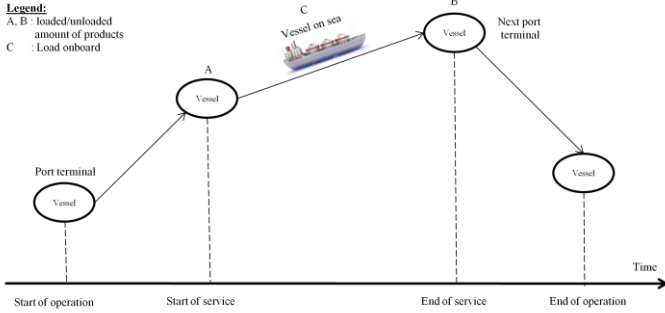 Legend:
A, B : loaded/unloaded
amount of products
C : Load onboard
C
Vessel on sea
B
Vessel
Next port
terminal
A
Vessel
Port terminal
Vessel
Vessel
Time
Start of operation
Start of service
End of service
End of operation